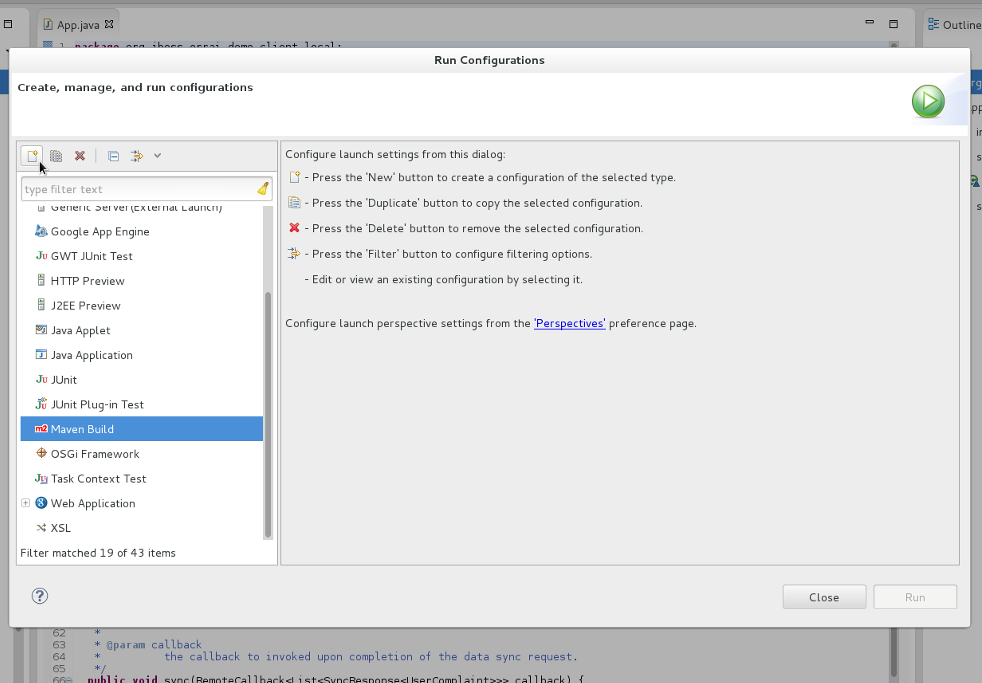 App.java
Outline
1 package org.jboss.errai.demo.client.local;
Run Configurations
Create, manage, and run configurations
type filter text
Generic Server(External Launch)
Google App Engine
Ju GWT JUnit Test
HTTP Preview
J2EE Preview
Java Applet
Java Application
Ju JUnit
Ju JUnit Plug-in Test
m2 Maven Build
OSGi Framework
Ju Task Context Test
Web Application
XSL
Filter matched 19 of 43 items
Configure launch settings from this dialog:
- Press the 'New' button to create a configuration of the selected type.
- Press the 'Duplicate' button to copy the selected configuration.
- Press the 'Delete' button to remove the selected configuration.
- Press the 'Filter' button to configure filtering options.
- Edit or view an existing configuration by selecting it.
Configure launch perspective settings from the 'Perspectives' preference page.
?
Close
Run
62 *
63 * @param callback
64 * the callback to invoked upon completion of the data sync request.
65 */
66 public void sync(RemoteCallback<List<SyncResponse<UserComplaint>>> callback) {